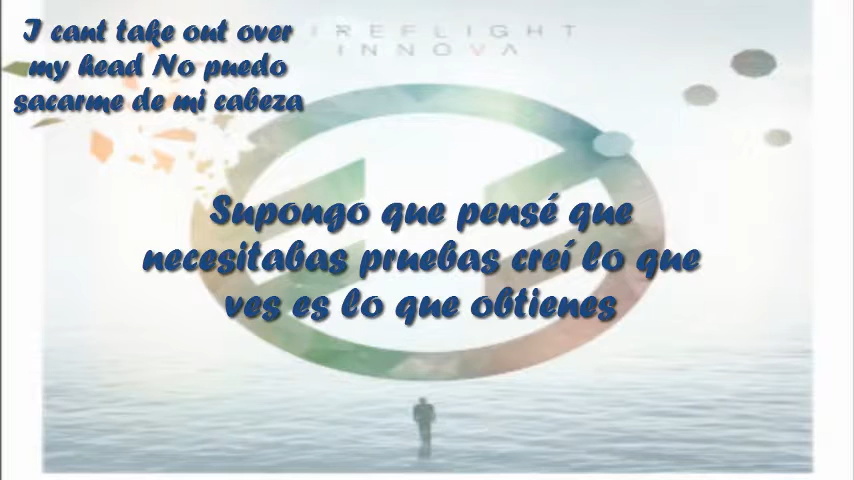 I cant take out over
my head No puedo
sacarme de mi cabeza
IREFLIGHT
INNOVA
Supongo que pensé que
necesitabas pruebas creí lo que
ves es lo que obtienes